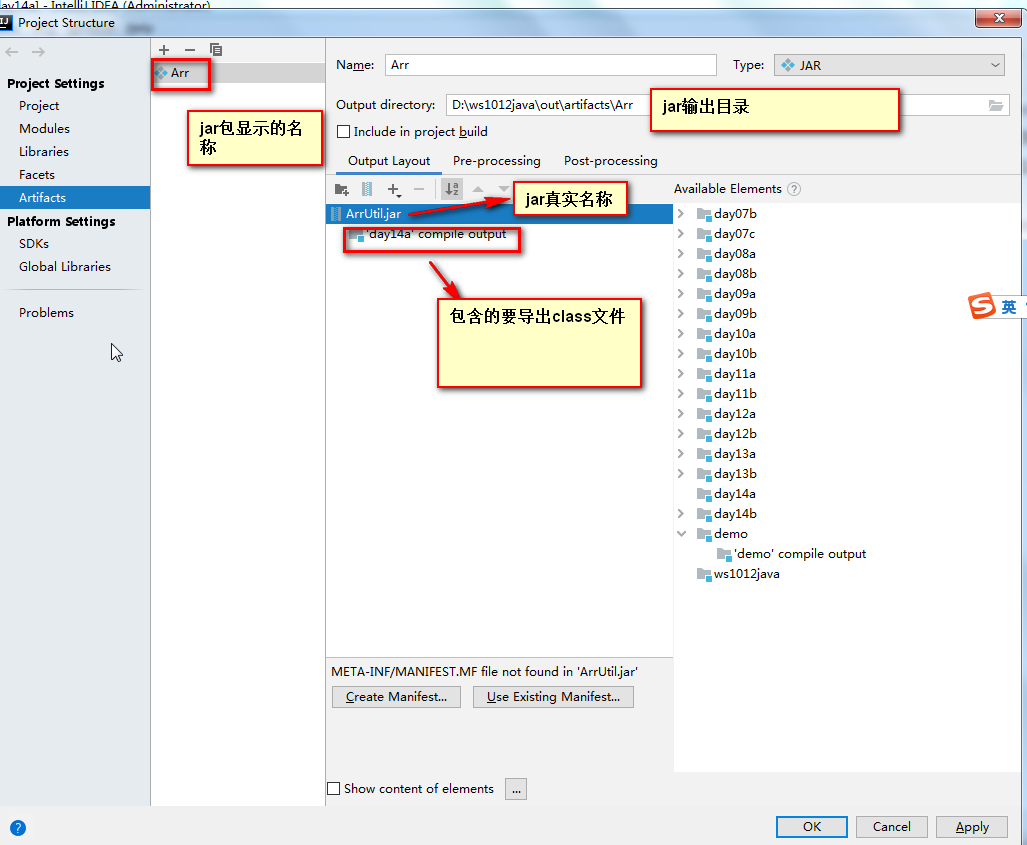 ay14a] - IntelliJ IDEA (Administrator)
Project Structure
Project Settings
Project
Modules
Libraries
Facets
Artifacts
Platform Settings
SDKs
Global Libraries
Problems
Arr
jar包显示的名
称
Name: Arr
Type: JAR
Output directory: D:\ws1012java\out\artifacts\Arr
jar输出目录
Include in project build
Output Layout
Pre-processing
Post-processing
jar真实名称
ArrUtil.jar
'day14a' compile output
包含的要导出class文件
Available Elements
day07b
day07c
day08a
day08b
day09a
day09b
day10a
day10b
day11a
day11b
day12a
day12b
day13a
day13b
day14a
day14b
demo
'demo' compile output
ws1012java
英
META-INF/MANIFEST.MF file not found in 'ArrUtil.jar'
Create Manifest...
Use Existing Manifest...
Show content of elements
...
OK
Cancel
Apply